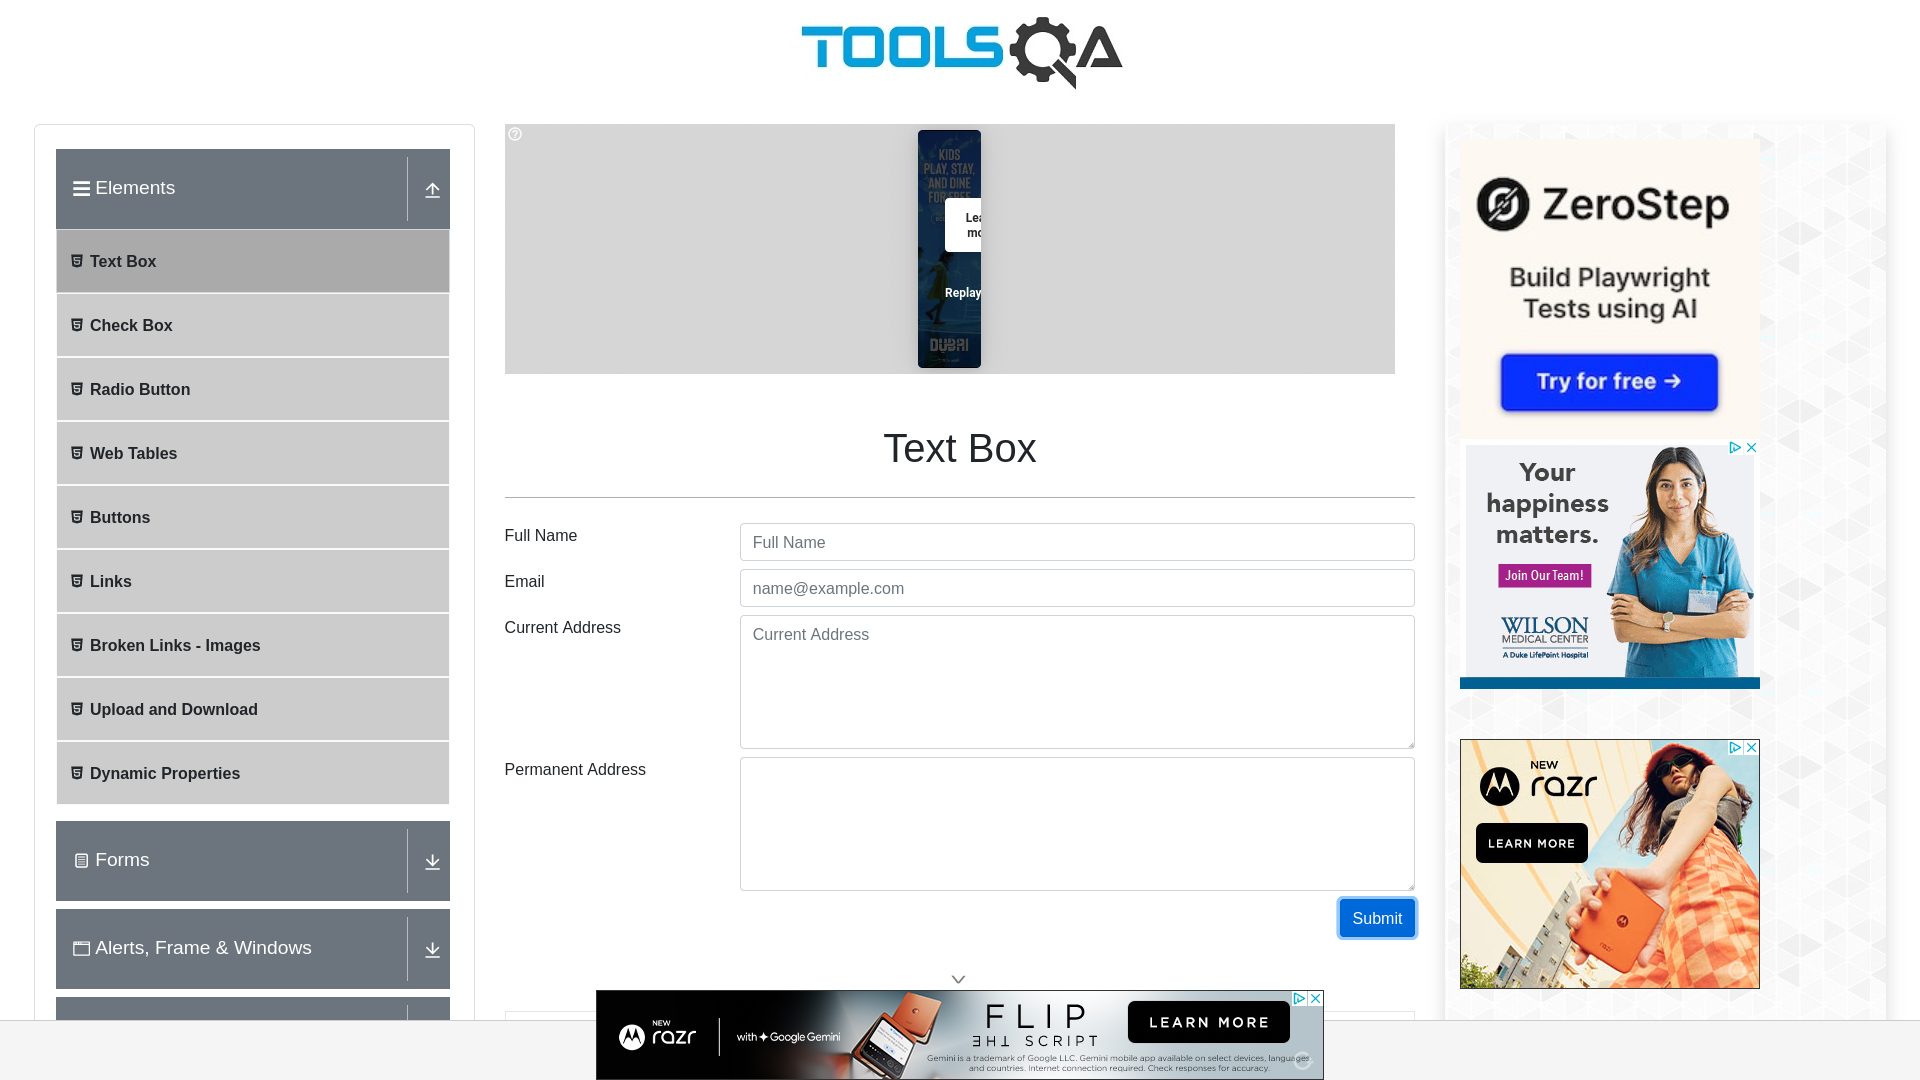 TOOLSQA
Elements
Text Box
Check Box
Radio Button
Web Tables
Buttons
Links
Broken Links - Images
Upload and Download
Dynamic Properties
Forms
Alerts, Frame & Windows
KIDS
PLAY, STAY,
AND DINE
FOR FREE
Lea
mo
Replay
DUBAI
Text Box
Full Name
Full Name
Email
name@example.com
Current Address
Current Address
Permanent Address
Submit
ZeroStep
Build Playwright
Tests using AI
Try for free →
Your
happiness
matters.
Join Our Team!
WILSON
MEDICAL CENTER
A Duke LifePoint Hospital
NEW
razr
LEARN MORE
razr
NEW
razr
with Google Gemini
FLIP
THE SCRIPT
LEARN MORE
Gemini is a trademark of Google LLC. Gemini mobile app available on select devices, languages,
and countries. Internet connection required. Check responses for accuracy.